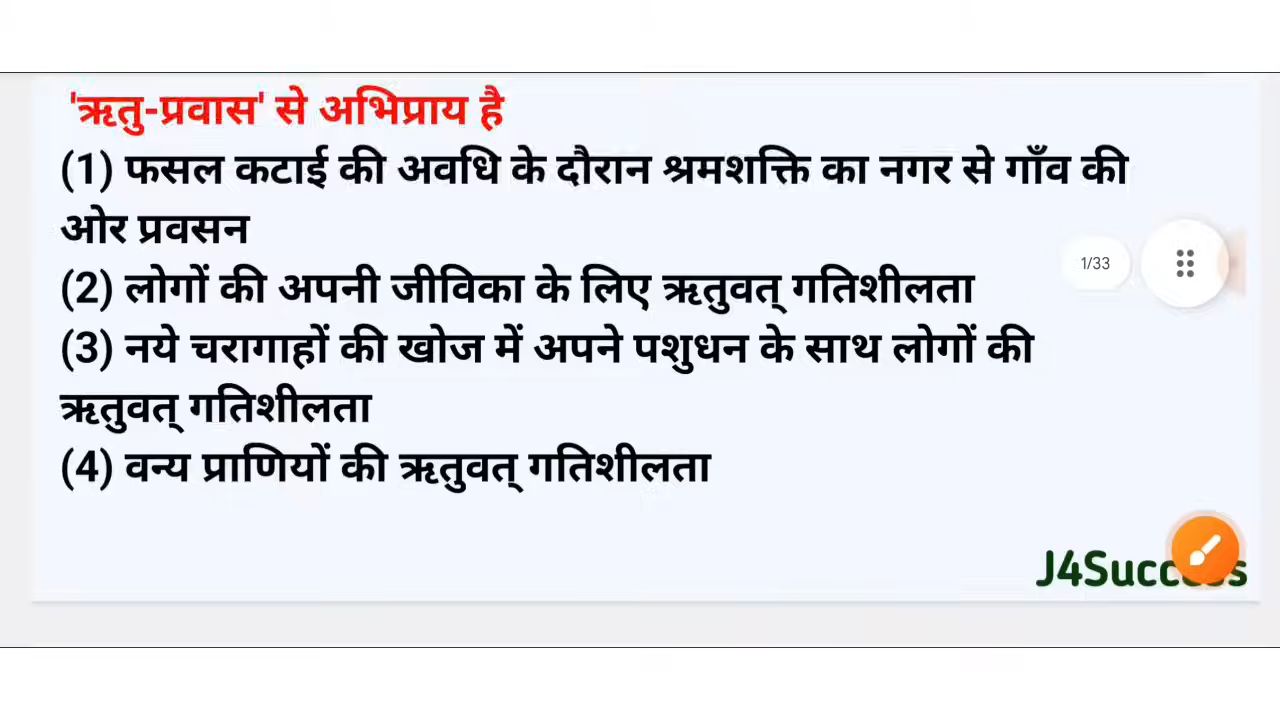 'ऋतु-प्रवास' से अभिप्राय है
(1) फसल कटाई की अवधि के दौरान श्रमशक्ति का नगर से गाँव की
ओर प्रवसन
(2) लोगों की अपनी जीविका के लिए ऋतुवत् गतिशीलता
1/33
(3) नये चरागाहों की खोज में अपने पशुधन के साथ लोगों की
ऋतुवत् गतिशीलता
(4) वन्य प्राणियों की ऋतुवत् गतिशीलता